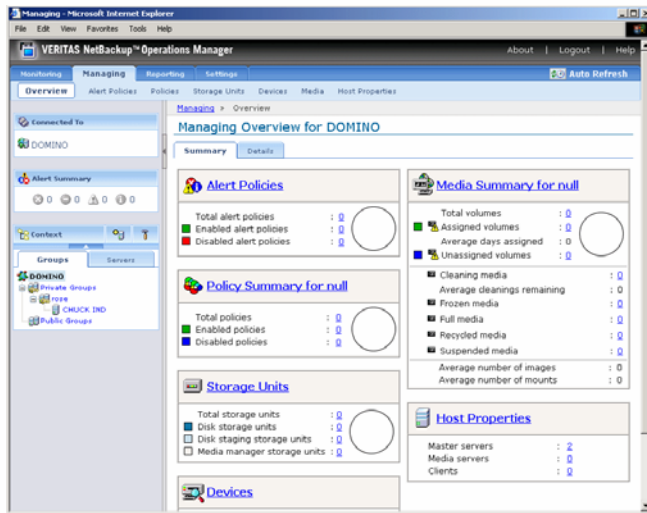 Managing - Microsoft Internet Explorer
File Edit View Favorites Tools Help
VERITAS NetBackup™ Operations Manager
About | Logout | Help
Monitoring Managing Reporting Settings
Auto Refresh
Overview Alert Policies Policies Storage Units Devices Media Host Properties
Managing » Overview
Connected To
DOMINO
Alert Summary
0 0 0 0
Context
Groups Servers
DOMINO
Private Groups
rose
CHUCK IND
Public Groups
Managing Overview for DOMINO
Summary Details
Alert Policies
Total alert policies : 0
Enabled alert policies : 0
Disabled alert policies : 0
Policy Summary for null
Total policies : 0
Enabled policies : 0
Disabled policies : 0
Storage Units
Total storage units : 0
Disk storage units : 0
Disk staging storage units : 0
Media manager storage units : 0
Devices
Media Summary for null
Total volumes : 0
Assigned volumes : 0
Average days assigned : 0
Unassigned volumes : 0
Cleaning media : 0
Average cleanings remaining : 0
Frozen media : 0
Full media : 0
Recycled media : 0
Suspended media : 0
Average number of images : 0
Average number of mounts : 0
Host Properties
Master servers : 2
Media servers : 0
Clients : 0